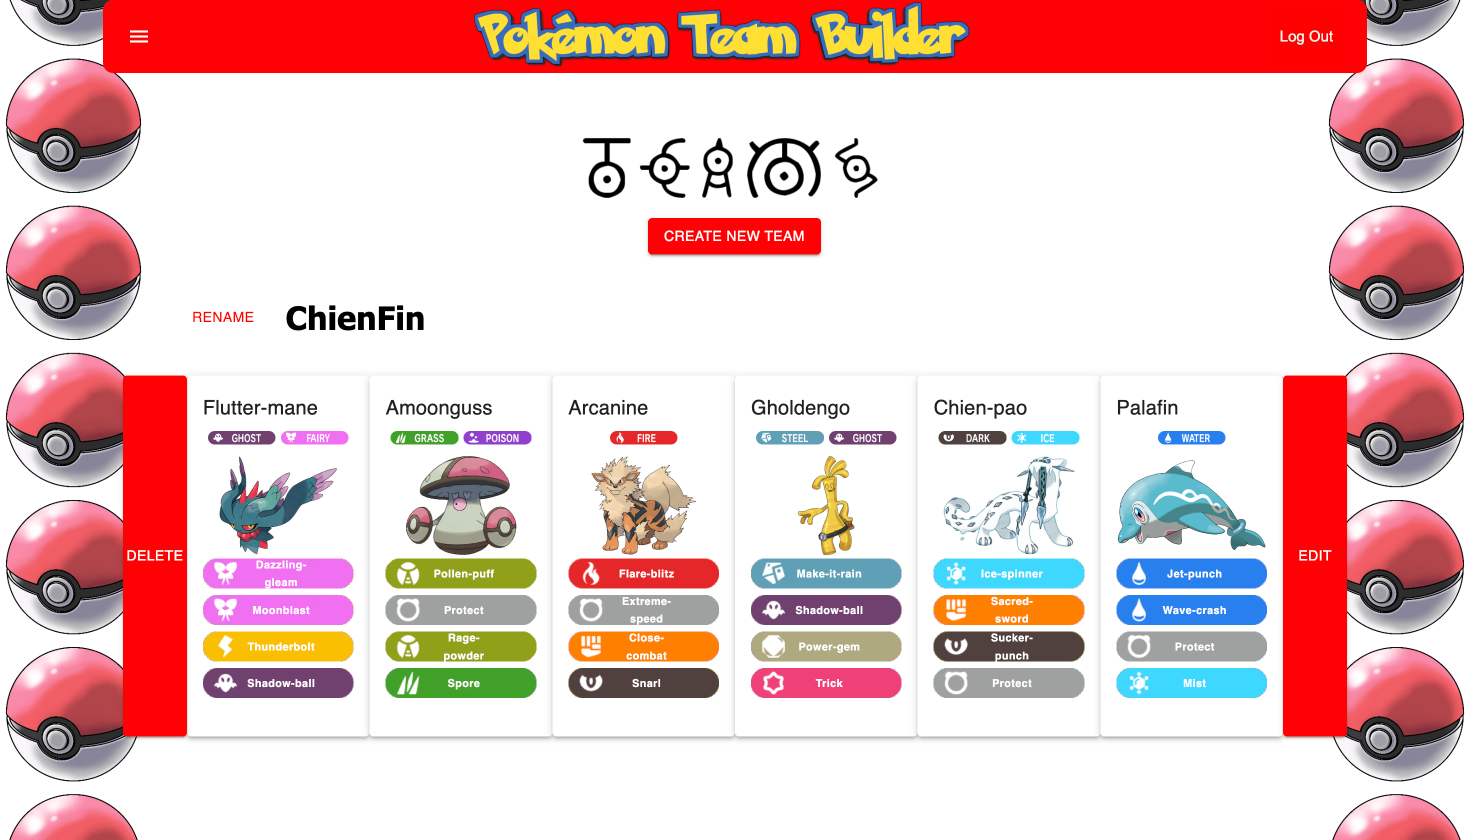 Pokémon Team Builder
Log Out
TEAMS
CREATE NEW TEAM
RENAME
ChienFin
DELETE
Flutter-mane
GHOST FAIRY
Dazzling-
gleam
Moonblast
Thunderbolt
Shadow-ball
Amoonguss
GRASS POISON
Pollen-puff
Protect
Rage-
powder
Spore
Arcanine
FIRE
Flare-blitz
Extreme-
speed
Close-
combat
Snarl
Gholdengo
STEEL GHOST
Make-it-rain
Shadow-ball
Power-gem
Trick
Chien-pao
DARK ICE
Ice-spinner
Sacred-
sword
Sucker-
punch
Protect
Palafin
WATER
Jet-punch
Wave-crash
Protect
Mist
EDIT